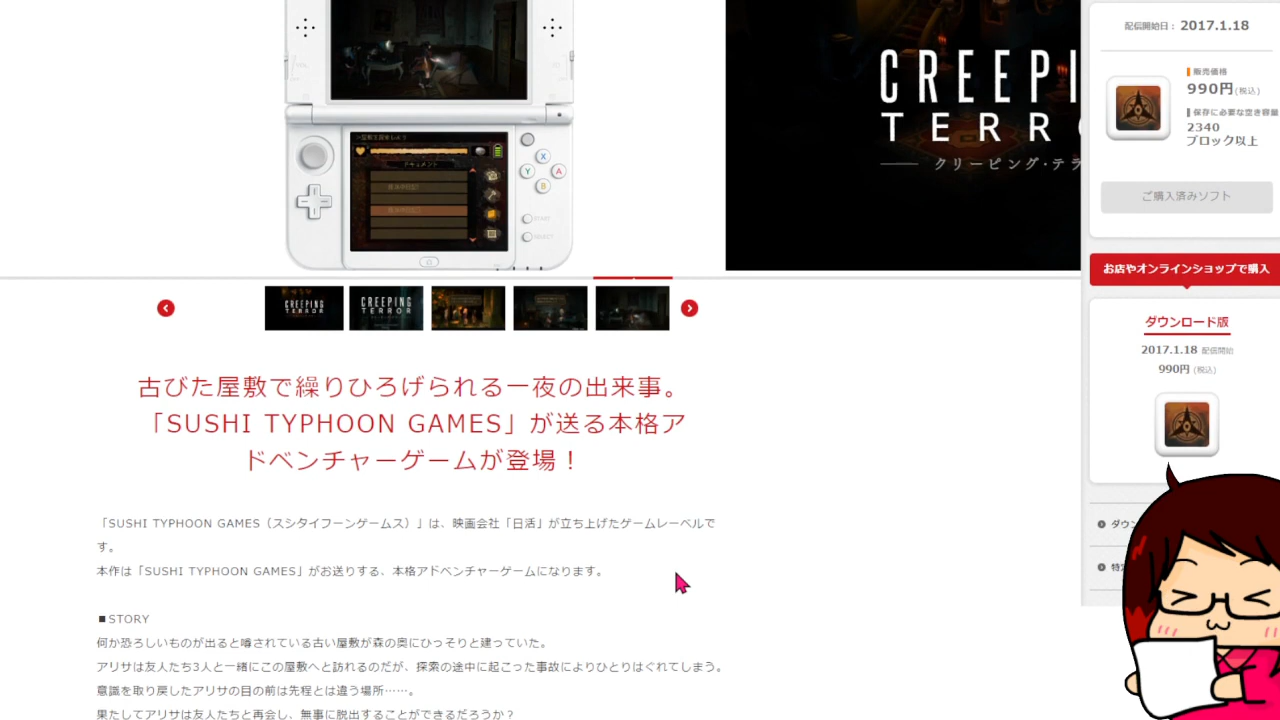 CREEPI
TERR
クリーピング・テラ
X
Y
A
B
START
SELECT
ドキュメント
CREEPING
TERROR
CREEPING
TERROR
古びた屋敷で繰りひろげられる一夜の出来事。
「SUSHI TYPHOON GAMES」が送る本格ア
ドベンチャーゲームが登場！
「SUSHI TYPHOON GAMES（スシタイフーンゲームス）」は、映画会社「日活」が立ち上げたゲームレーベルで
す。
本作は「SUSHI TYPHOON GAMES」がお送りする、本格アドベンチャーゲームになります。
■STORY
何か恐ろしいものが出ると噂されている古い屋敷が森の奥にひっそりと建っていた。
アリサは友人たち3人と一緒にこの屋敷へと訪れるのだが、探索の途中に起こった事故によりひとりはぐれてしまう。
意識を取り戻したアリサの目の前は先程とは違う場所……。
果たしてアリサは友人たちと再会し、無事に脱出することができるだろうか？
配信開始日： 2017.1.18
販売価格
990円(税込)
保存に必要な空き容量
2340
ブロック以上
ご購入済みソフト
お店やオンラインショップで購入
ダウンロード版
2017.1.18 配信開始
990円 (税込)
ダウン
特定